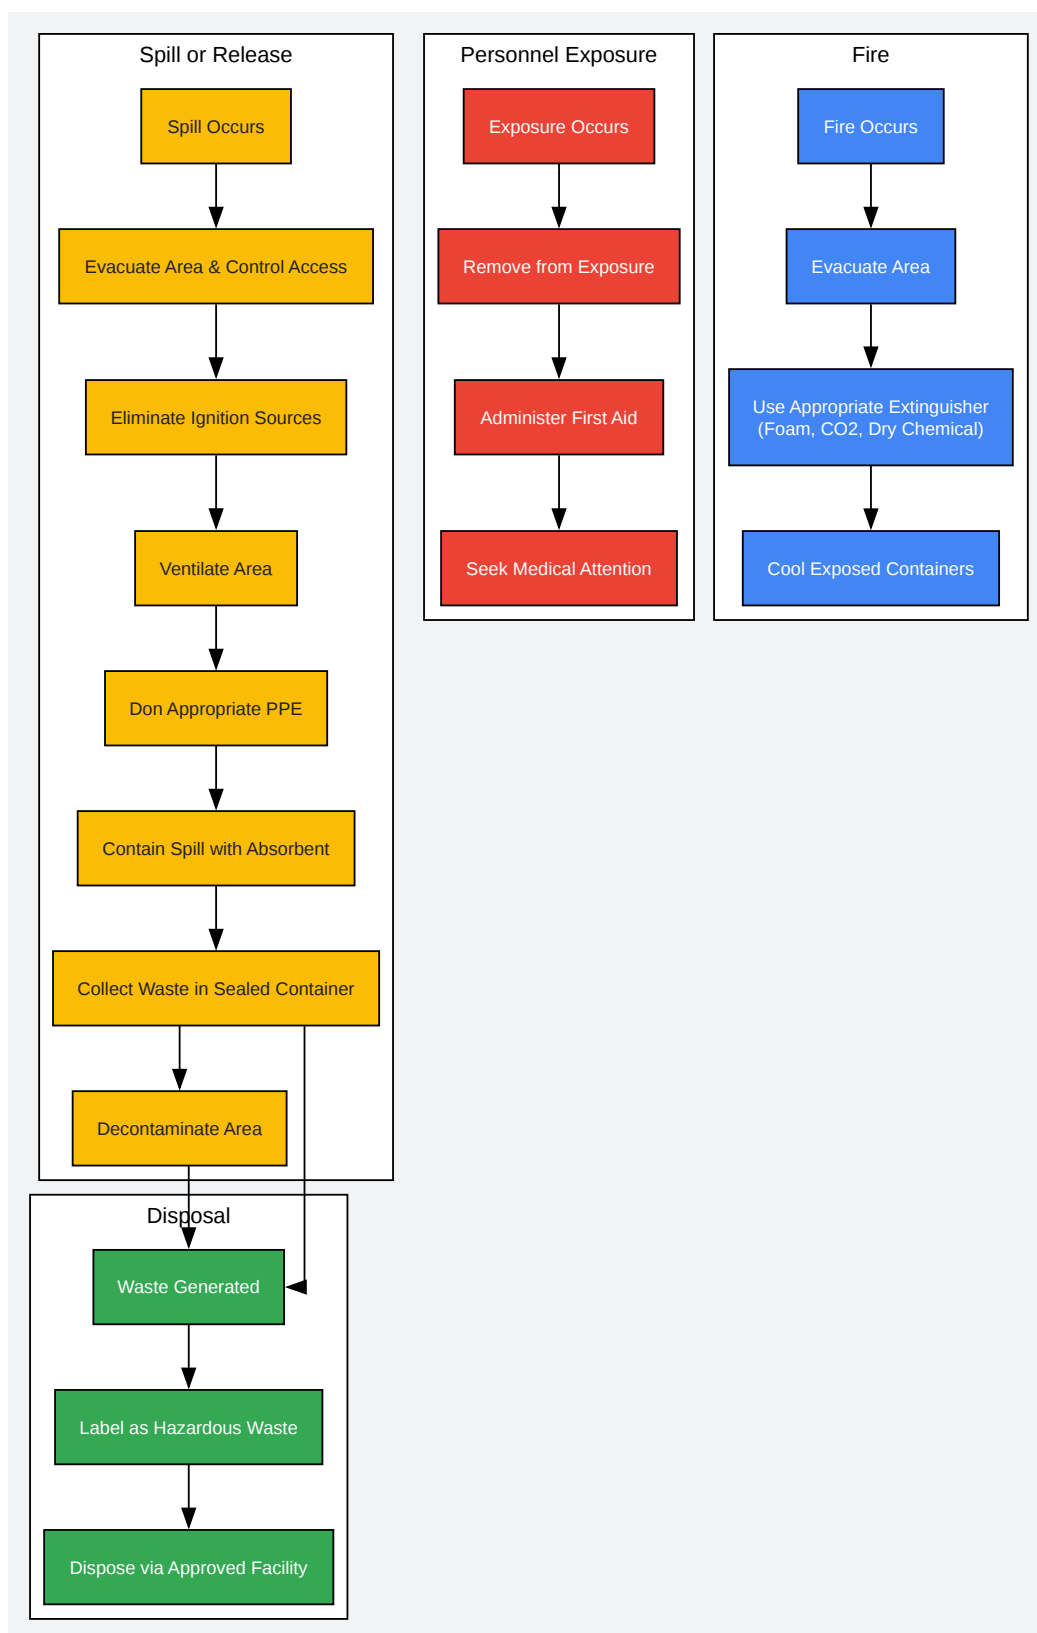 Spill or Release
Spill Occurs
Evacuate Area & Control Access
Eliminate Ignition Sources
Ventilate Area
Don Appropriate PPE
Contain Spill with Absorbent
Collect Waste in Sealed Container
Decontaminate Area
Personnel Exposure
Exposure Occurs
Remove from Exposure
Administer First Aid
Seek Medical Attention
Fire
Fire Occurs
Evacuate Area
Use Appropriate Extinguisher
(Foam, CO2, Dry Chemical)
Cool Exposed Containers
Disposal
Waste Generated
Label as Hazardous Waste
Dispose via Approved Facility